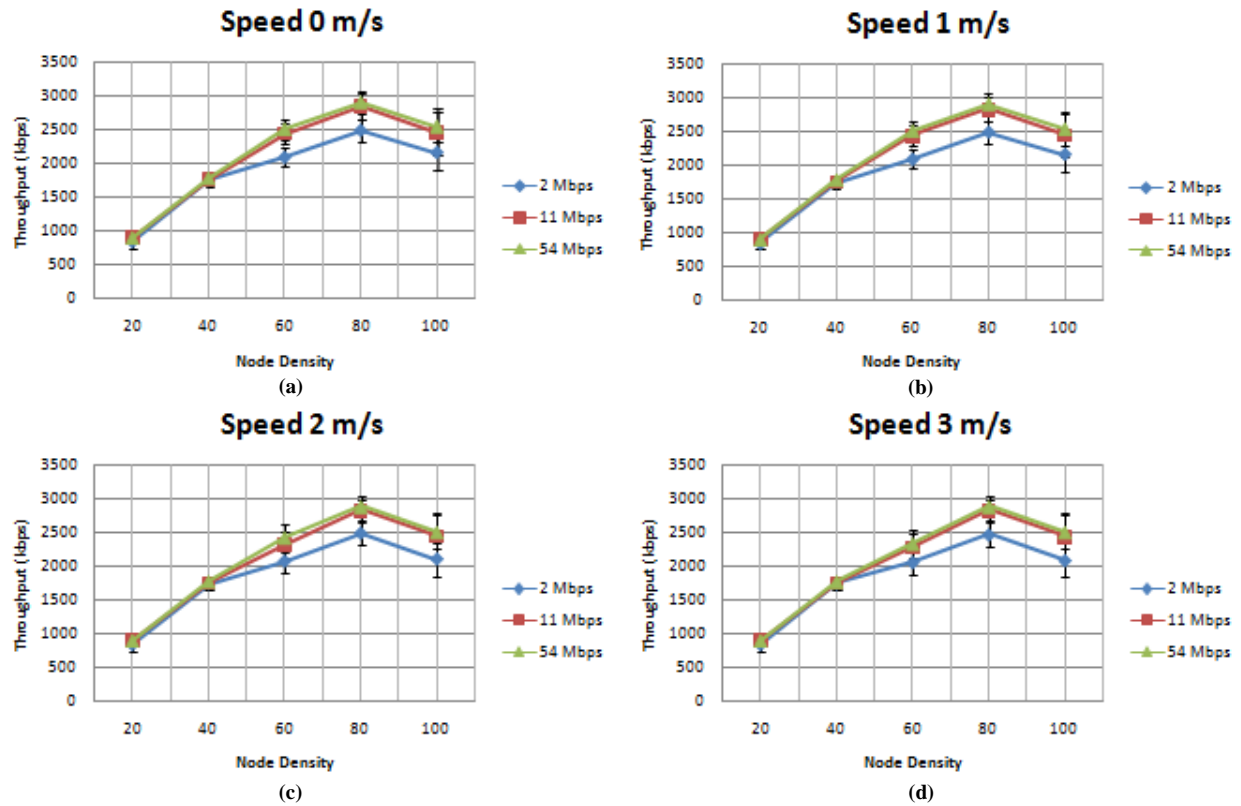 Speed 0 m/s
Throughput (kbps)
3500
3000
2500
2000
1500
1000
500
0
20 40 60 80 100
Node Density
2 Mbps
11 Mbps
54 Mbps
(a)
Speed 1 m/s
Throughput (kbps)
3500
3000
2500
2000
1500
1000
500
0
20 40 60 80 100
Node Density
2 Mbps
11 Mbps
54 Mbps
(b)
Speed 2 m/s
Throughput (kbps)
3500
3000
2500
2000
1500
1000
500
0
20 40 60 80 100
Node Density
2 Mbps
11 Mbps
54 Mbps
(c)
Speed 3 m/s
Throughput (kbps)
3500
3000
2500
2000
1500
1000
500
0
20 40 60 80 100
Node Density
2 Mbps
11 Mbps
54 Mbps
(d)